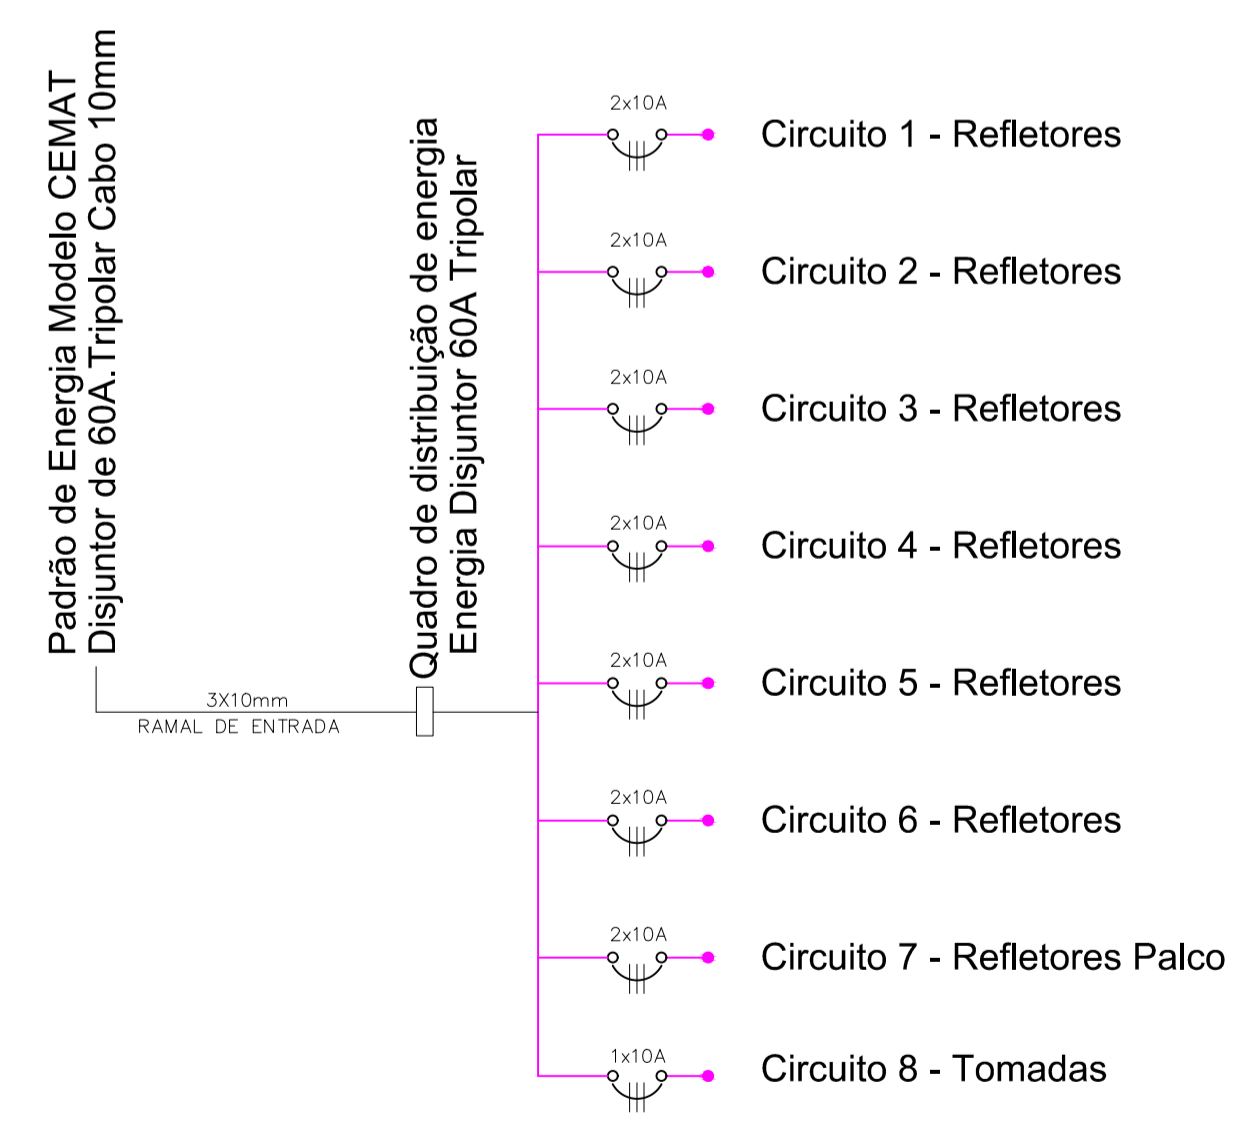 Padrão de Energia Modelo CEMAT
Disjuntor de 60A.Tripolar Cabo 10mm
3X10mm
RAMAL DE ENTRADA
Quadro de distribuição de energia
Energia Disjuntor 60A Tripolar
2x10A
Circuito 1 - Refletores
2x10A
Circuito 2 - Refletores
2x10A
Circuito 3 - Refletores
2x10A
Circuito 4 - Refletores
2x10A
Circuito 5 - Refletores
2x10A
Circuito 6 - Refletores
2x10A
Circuito 7 - Refletores Palco
1x10A
Circuito 8 - Tomadas